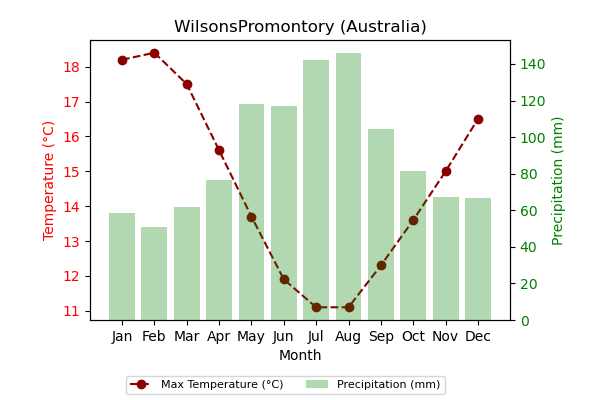 WilsonsPromontory (Australia)
18
17
16
15
14
13
12
11
Temperature (°C)
140
120
100
80
60
40
20
0
Precipitation (mm)
Jan Feb Mar Apr May Jun Jul Aug Sep Oct Nov Dec
Month
Max Temperature (°C) Precipitation (mm)